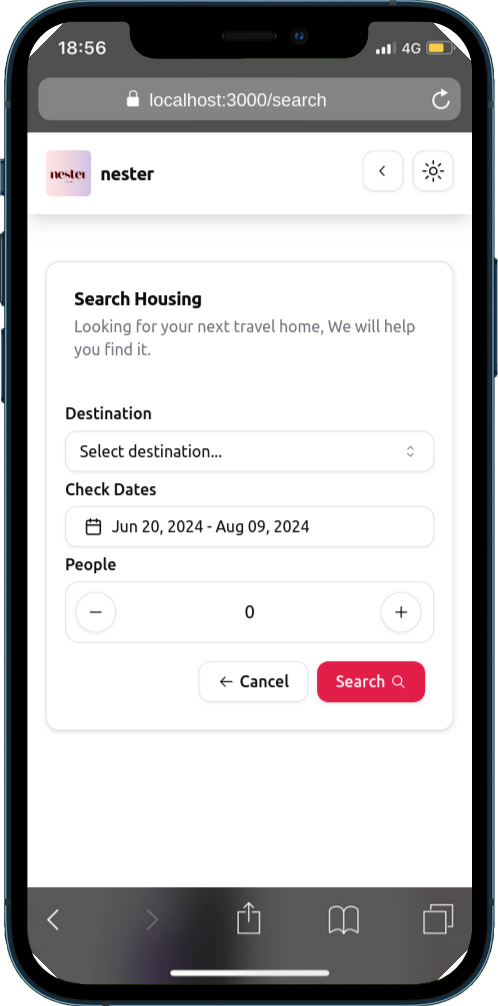 18:56
4G
localhost:3000/search
nester
nester
Search Housing
Looking for your next travel home, We will help
you find it.
Destination
Select destination...
Check Dates
Jun 20, 2024 - Aug 09, 2024
People
0
Cancel
Search